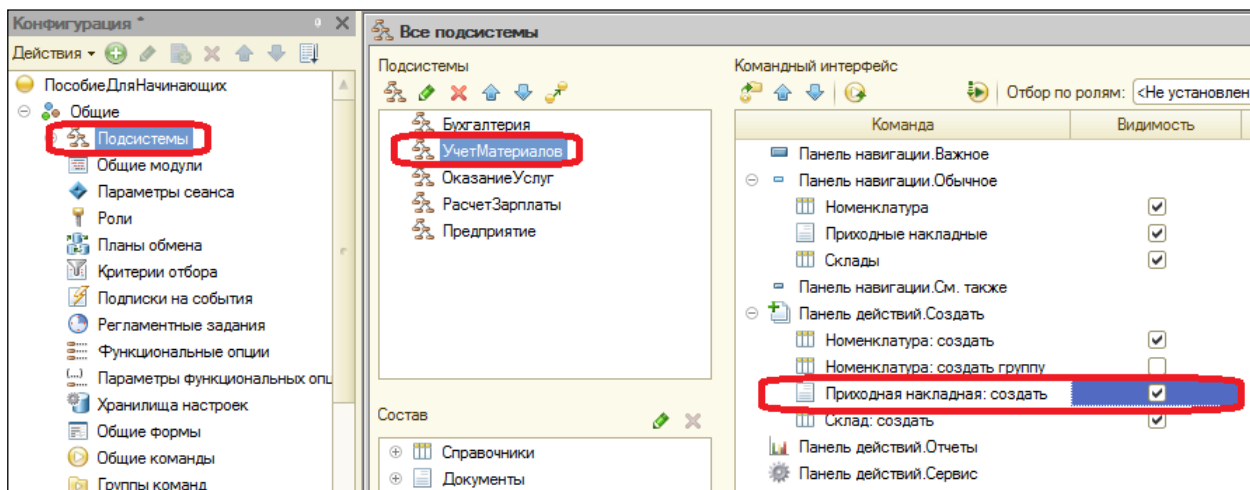 Конфигурация *
Действия
ПособиеДляНачинающих
Общие
Подсистемы
Общие модули
Параметры сеанса
Роли
Планы обмена
Критерии отбора
Подписки на события
Регламентные задания
Функциональные опции
Параметры функциональных опц
Хранилища настроек
Общие формы
Общие команды
Группы команд
Все подсистемы
Подсистемы
Бухгалтерия
УчетМатериалов
ОказаниеУслуг
РасчетЗарплаты
Предприятие
Состав
Справочники
Документы
Командный интерфейс
Отбор по ролям: <Не установлен
Команда Видимость
Панель навигации.Важное
Панель навигации.Обычное
Номенклатура
Приходные накладные
Склады
Панель навигации.См. также
Панель действий.Создать
Номенклатура: создать
Номенклатура: создать группу
Приходная накладная: создать
Склад: создать
Панель действий.Отчеты
Панель действий.Сервис